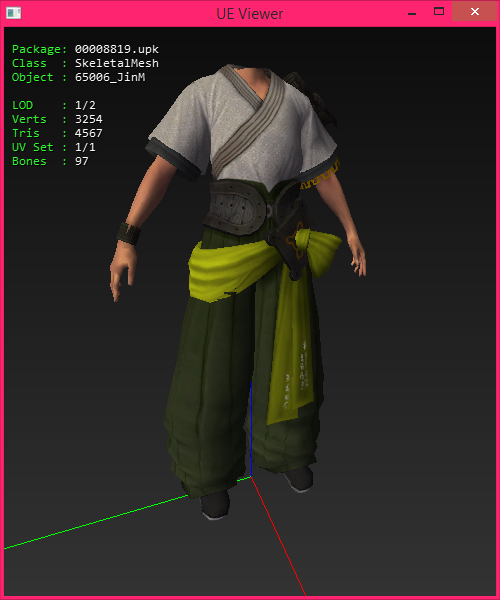 UE Viewer
Package: 00008819.upk
Class : SkeletalMesh
Object : 65006_JinM
LOD : 1/2
Verts : 3254
Tris : 4567
UV Set : 1/1
Bones : 97